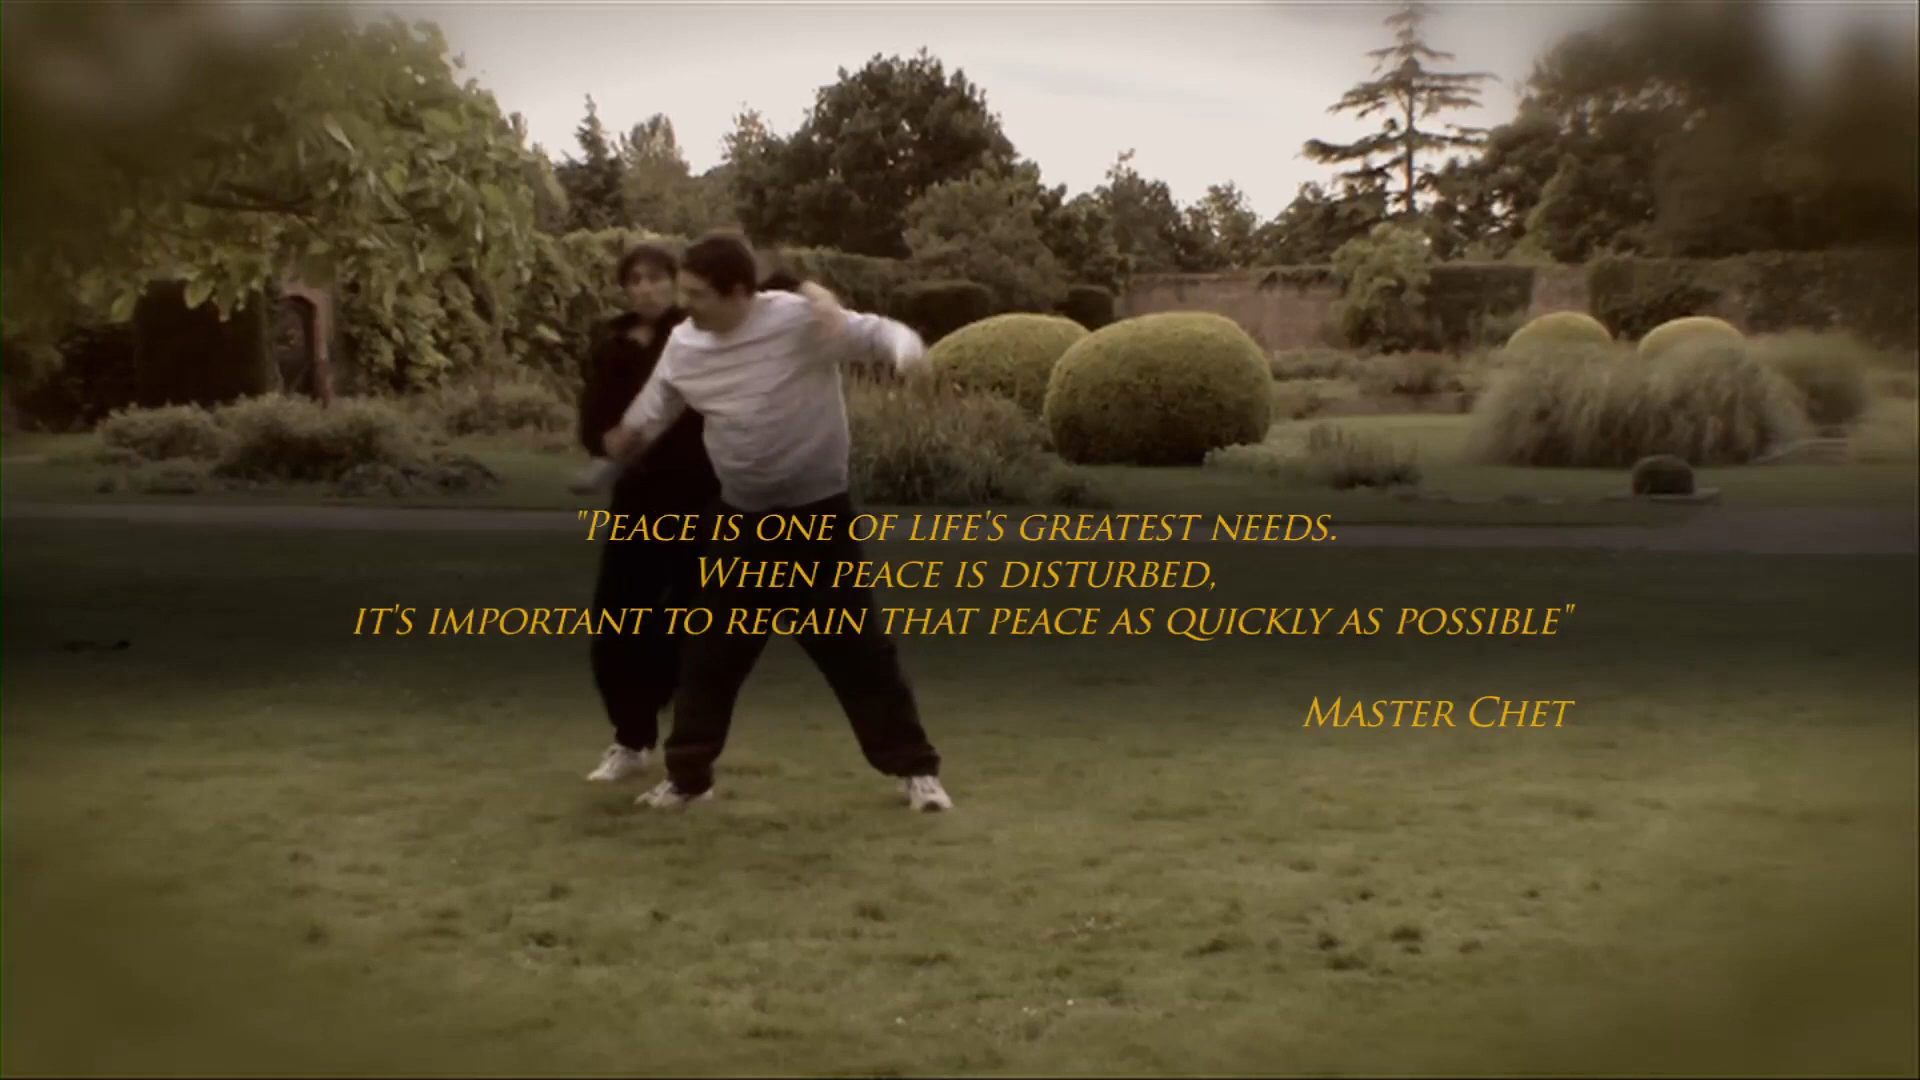 "Peace is one of life's greatest needs.
When peace is disturbed,
it's important to regain that peace as quickly as possible"
Master Chet